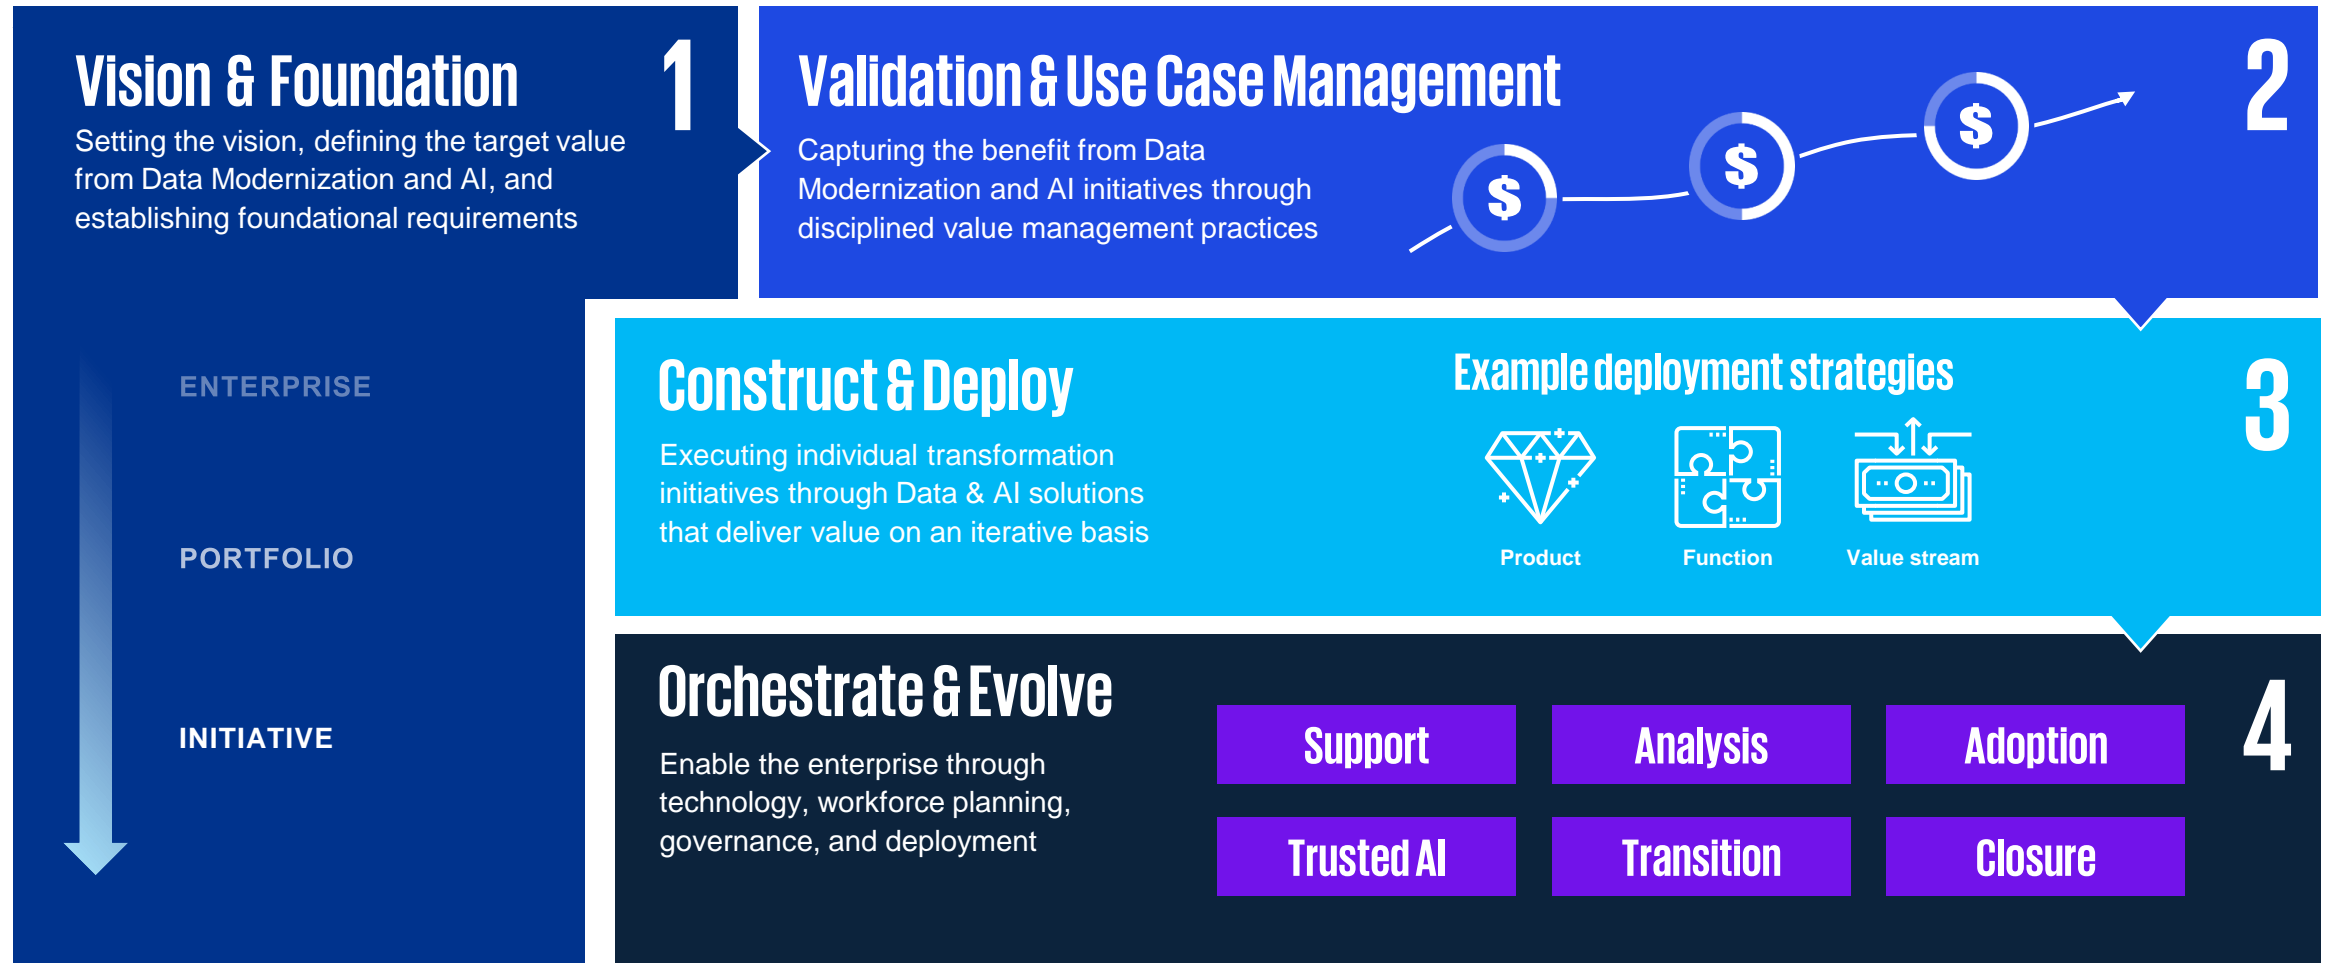 Vision & Foundation
1
Setting the vision, defining the target value
from Data Modernization and AI, and
establishing foundational requirements
ENTERPRISE
PORTFOLIO
INITIATIVE
Validation & Use Case Management
2
Capturing the benefit from Data
Modernization and AI initiatives through
disciplined value management practices
$
$
$
Construct & Deploy
3
Executing individual transformation
initiatives through Data & AI solutions
that deliver value on an iterative basis
Example deployment strategies
Product
Function
Value stream
Orchestrate & Evolve
4
Enable the enterprise through
technology, workforce planning,
governance, and deployment
Support
Analysis
Adoption
Trusted AI
Transition
Closure